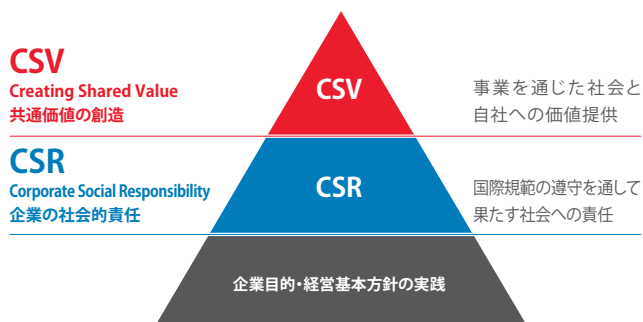 CSV
Creating Shared Value
共通価値の創造
CSV
事業を通じた社会と
自社への価値提供
CSR
Corporate Social Responsibility
企業の社会的責任
CSR
国際規範の遵守を通して
果たす社会への責任
企業目的・経営基本方針の実践